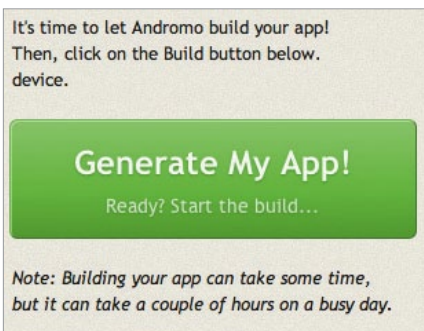 It's time to let Andromo build your app!
Then, click on the Build button below.
device.
Generate My App!
Ready? Start the build...
Note: Building your app can take some time,
but it can take a couple of hours on a busy day.